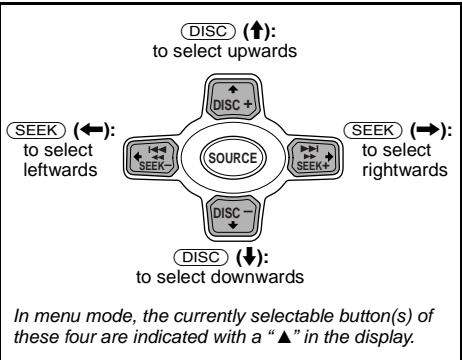 DISC (↑):
to select upwards
DISC +
SEEK (←):
to select
leftwards
SEEK (→):
to select
rightwards
SEEK−
SOURCE
SEEK+
DISC −
DISC (↓):
to select downwards
In menu mode, the currently selectable button(s) of
these four are indicated with a “▲” in the display.